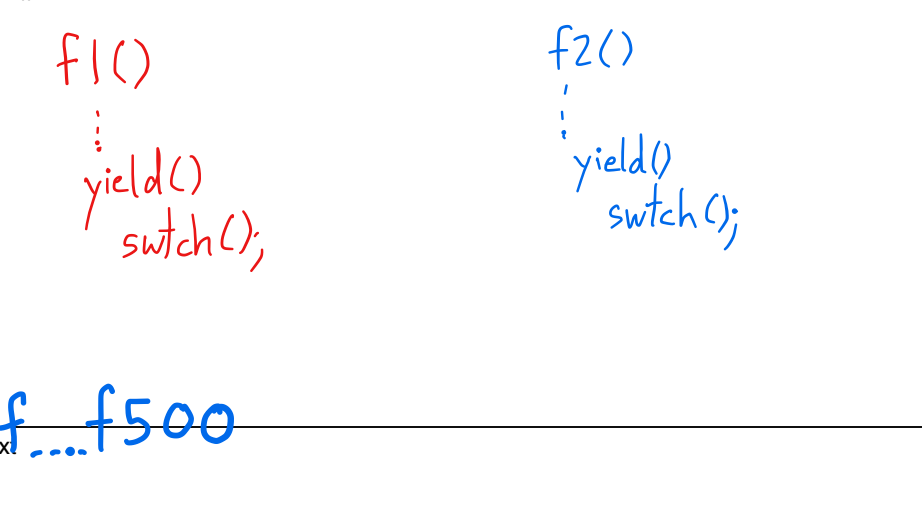 f1()
yield()
swtch();
f2()
yield()
swtch();
f....f500